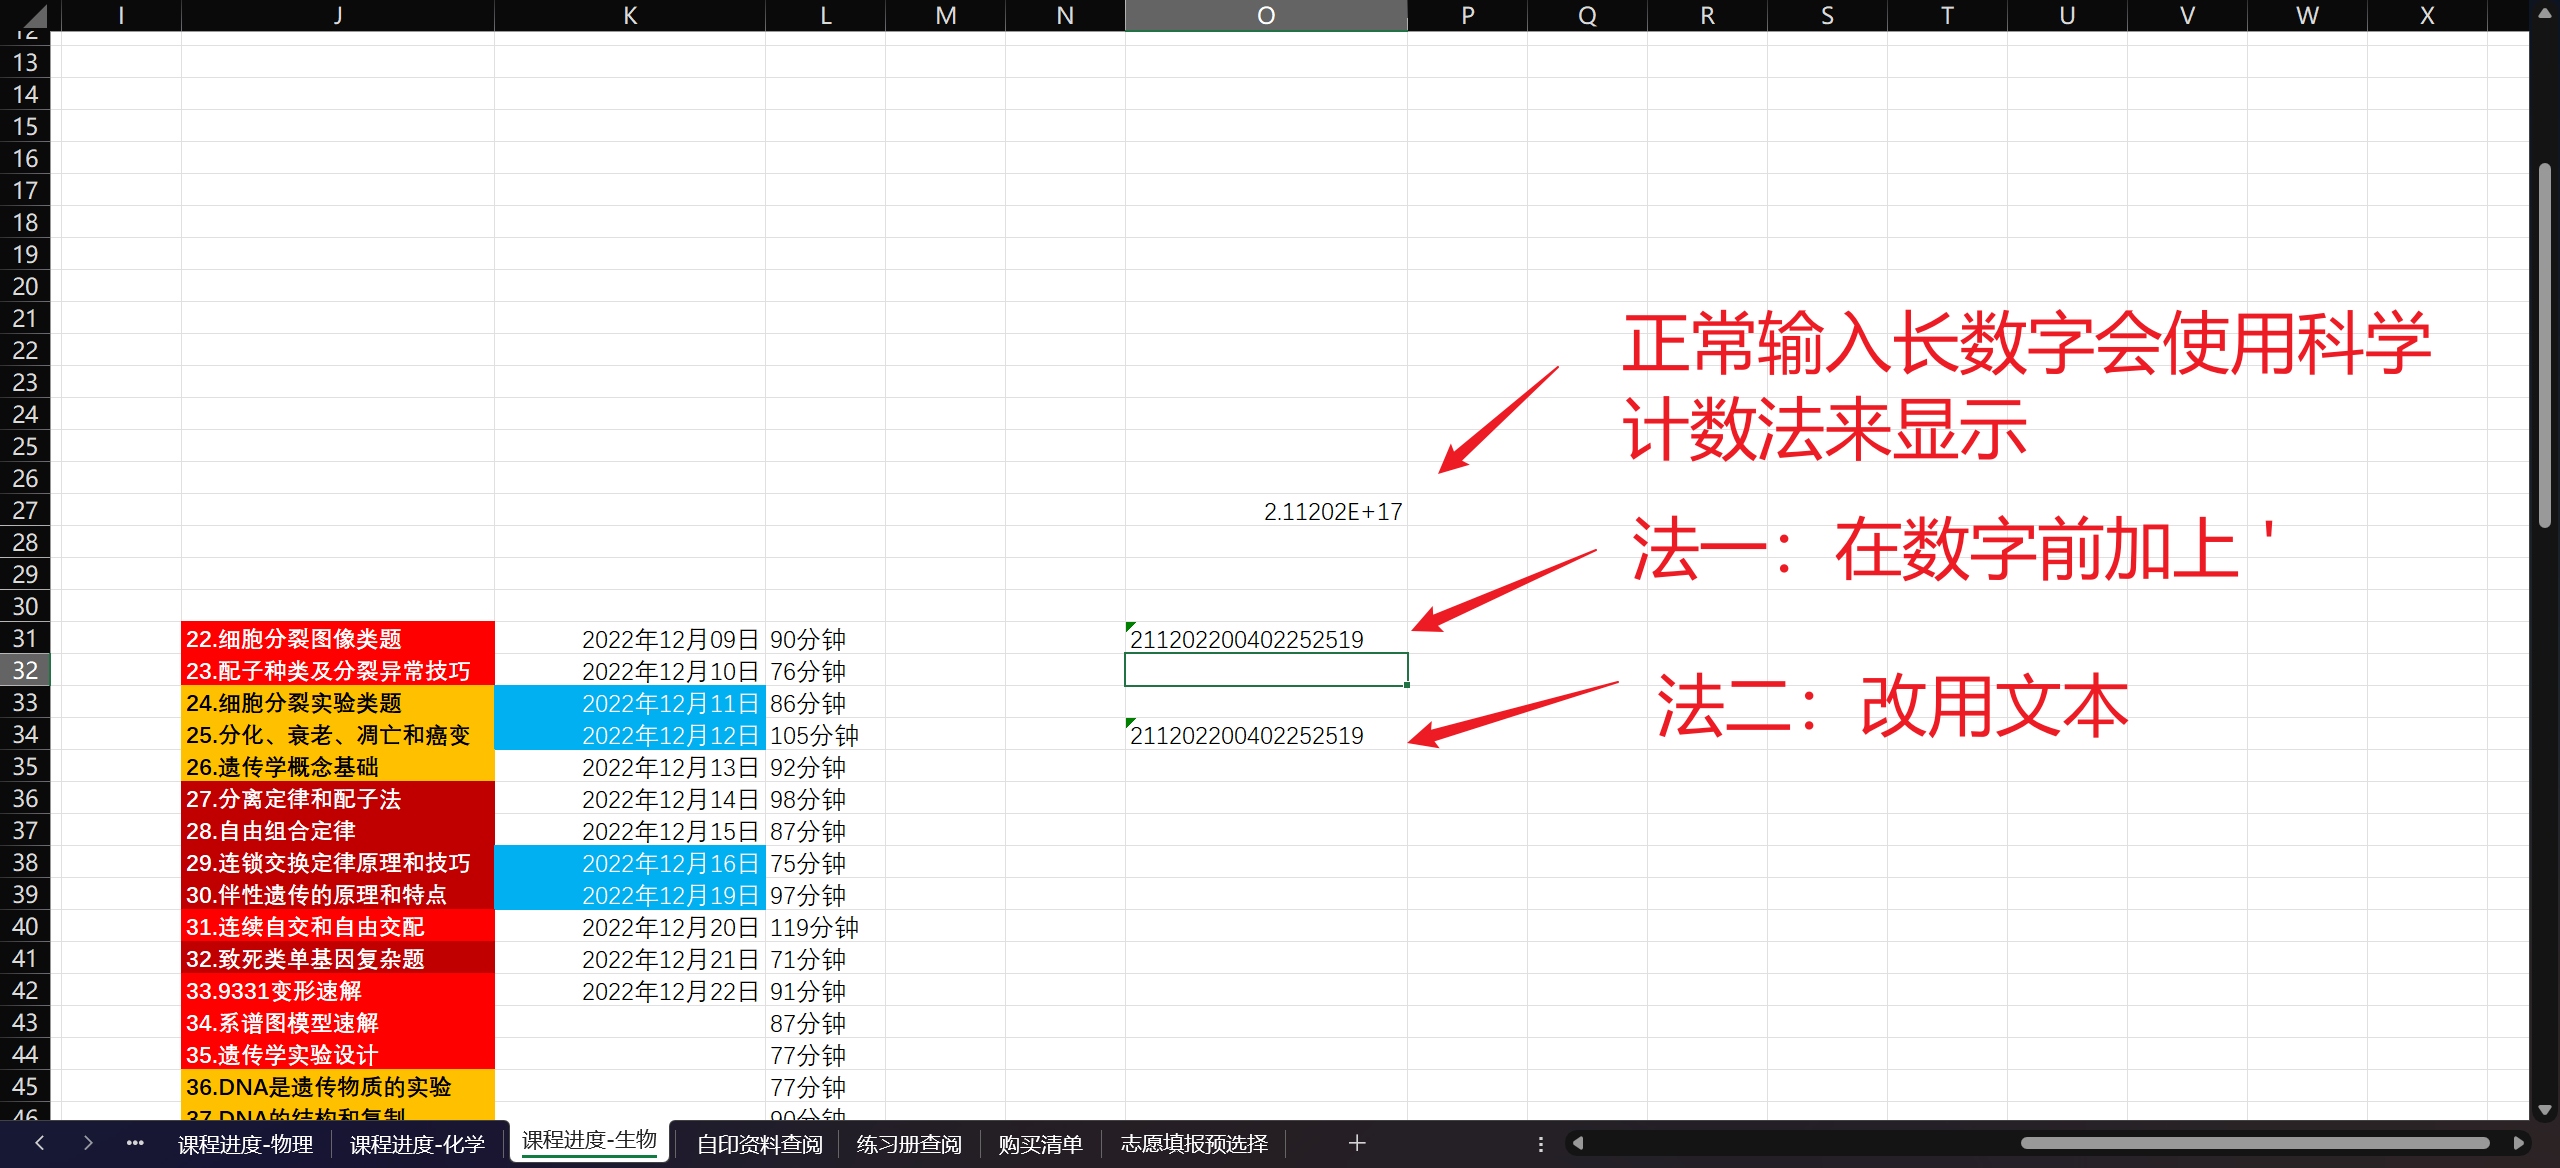 I J K L M N O P Q R S T U V W X
12
13
14
15
16
17
18
19
20
21
22
23
24
25
26
正常输入长数字会使用科学
计数法来显示
27 2.11202E+17
28
法一：在数字前加上 '
29
30
31 22.细胞分裂图像类题 2022年12月09日 90分钟 211202200402252519
32 23.配子种类及分裂异常技巧 2022年12月10日 76分钟
33 24.细胞分裂实验类题 2022年12月11日 86分钟
法二：改用文本
34 25.分化、衰老、凋亡和癌变 2022年12月12日 105分钟 211202200402252519
35 26.遗传学概念基础 2022年12月13日 92分钟
36 27.分离定律和配子法 2022年12月14日 98分钟
37 28.自由组合定律 2022年12月15日 87分钟
38 29.连锁交换定律原理和技巧 2022年12月16日 75分钟
39 30.伴性遗传的原理和特点 2022年12月19日 97分钟
40 31.连续自交和自由交配 2022年12月20日 119分钟
41 32.致死类单基因复杂题 2022年12月21日 71分钟
42 33.9331变形速解 2022年12月22日 91分钟
43 34.系谱图模型速解 87分钟
44 35.遗传学实验设计 77分钟
45 36.DNA是遗传物质的实验 77分钟
46 37.DNA的结构和复制 90分钟
课程进度-物理 课程进度-化学 课程进度-生物 自印资料查阅 练习册查阅 购买清单 志愿填报预选择